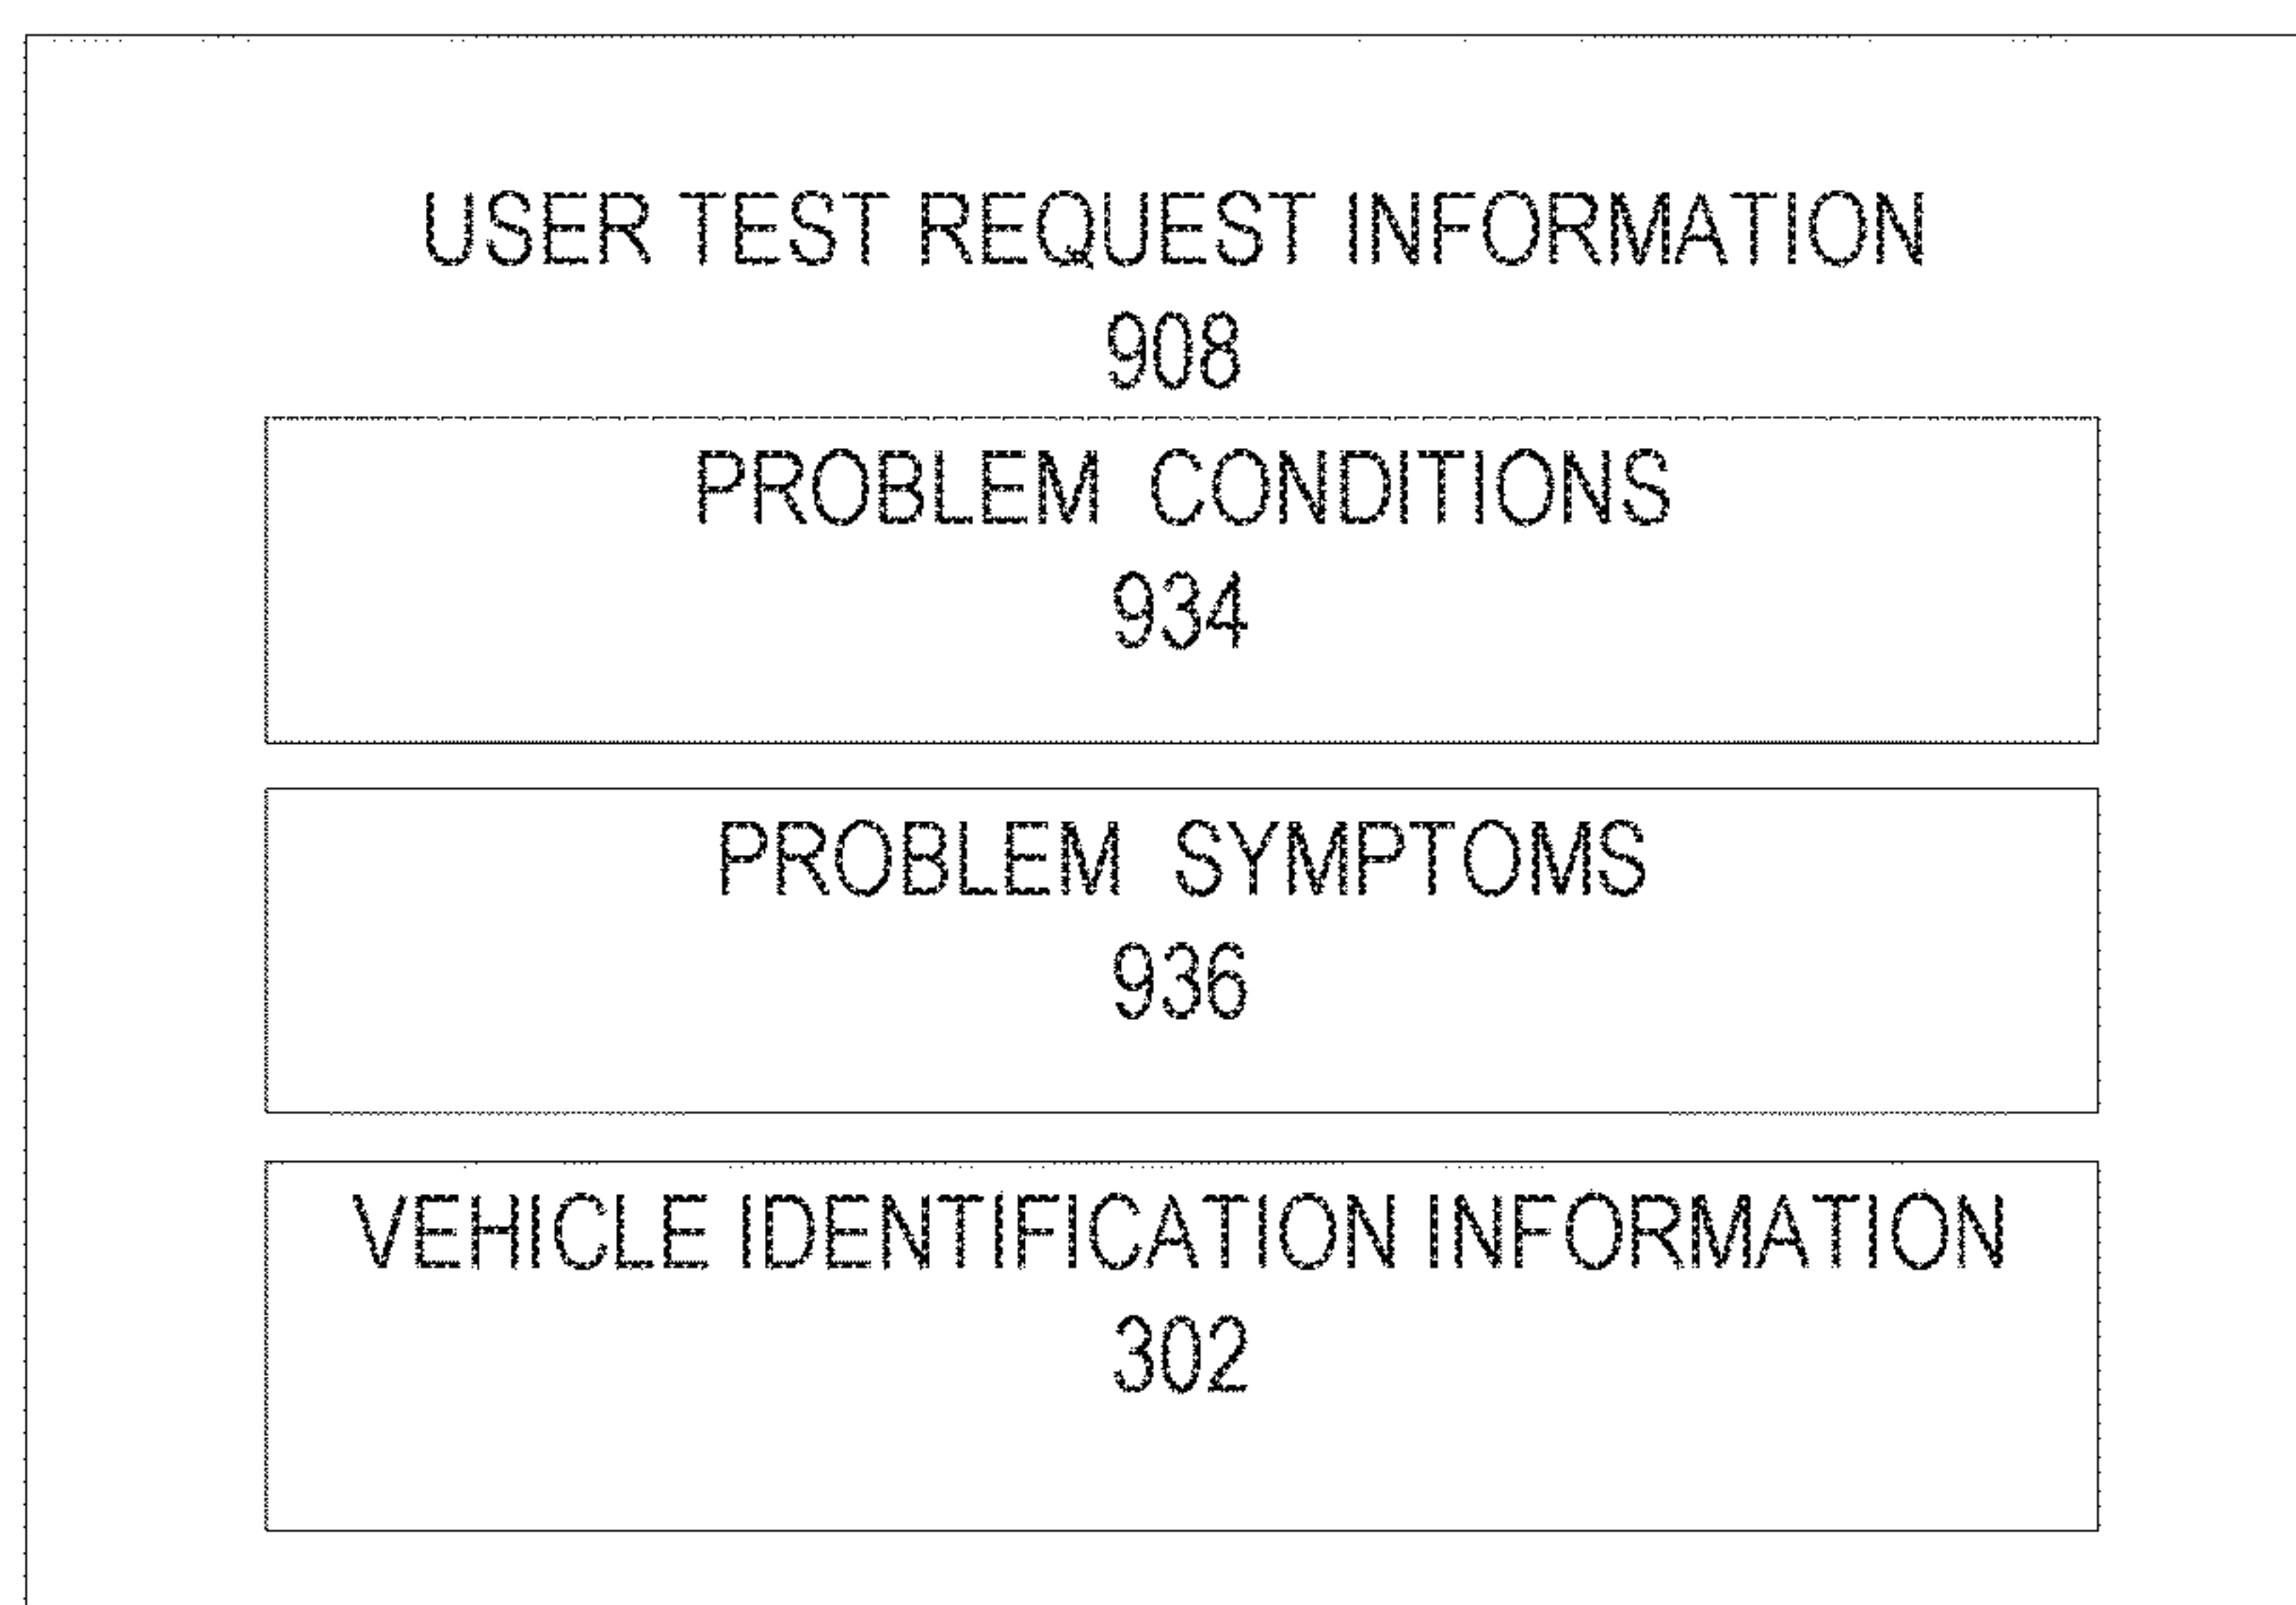 USER TEST REQUEST INFORMATION
908
PROBLEM CONDITIONS
934
PROBLEM SYMPTOMS
936
VEHICLE IDENTIFICATION INFORMATION
302